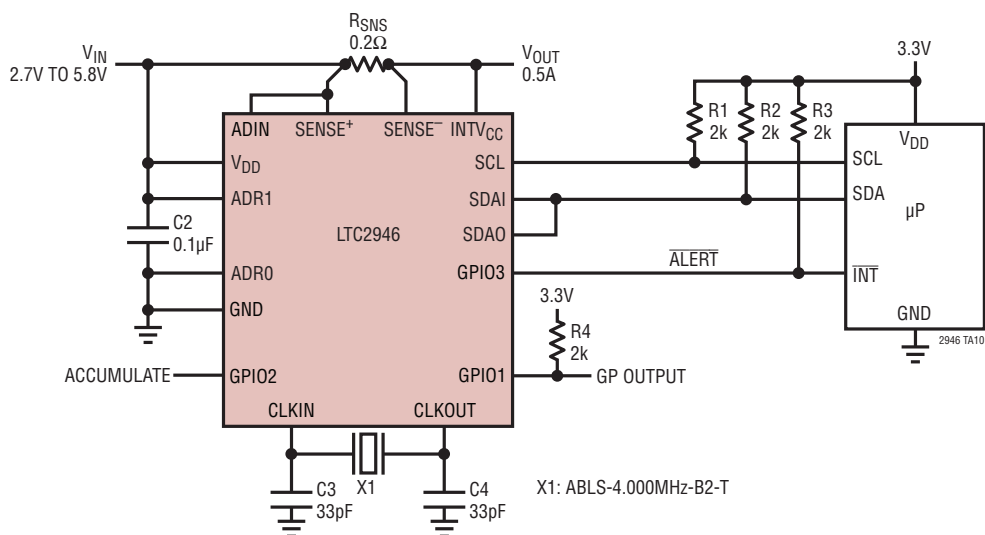 RSNS
0.2Ω
VIN
2.7V TO 5.8V
VOUT
0.5A
3.3V
R1
2k
R2
2k
R3
2k
ADIN
SENSE+
SENSE–
INTVCC
VDD
SCL
VDD
SCL
ADR1
SDAI
SDA
µP
C2
0.1µF
LTC2946
SDAO
ADR0
GPIO3
ALERT
INT
GND
3.3V
GND
R4
2k
2946 TA10
ACCUMULATE
GPIO2
GPIO1
GP OUTPUT
CLKIN
CLKOUT
X1
C3
33pF
C4
33pF
X1: ABLS-4.000MHz-B2-T